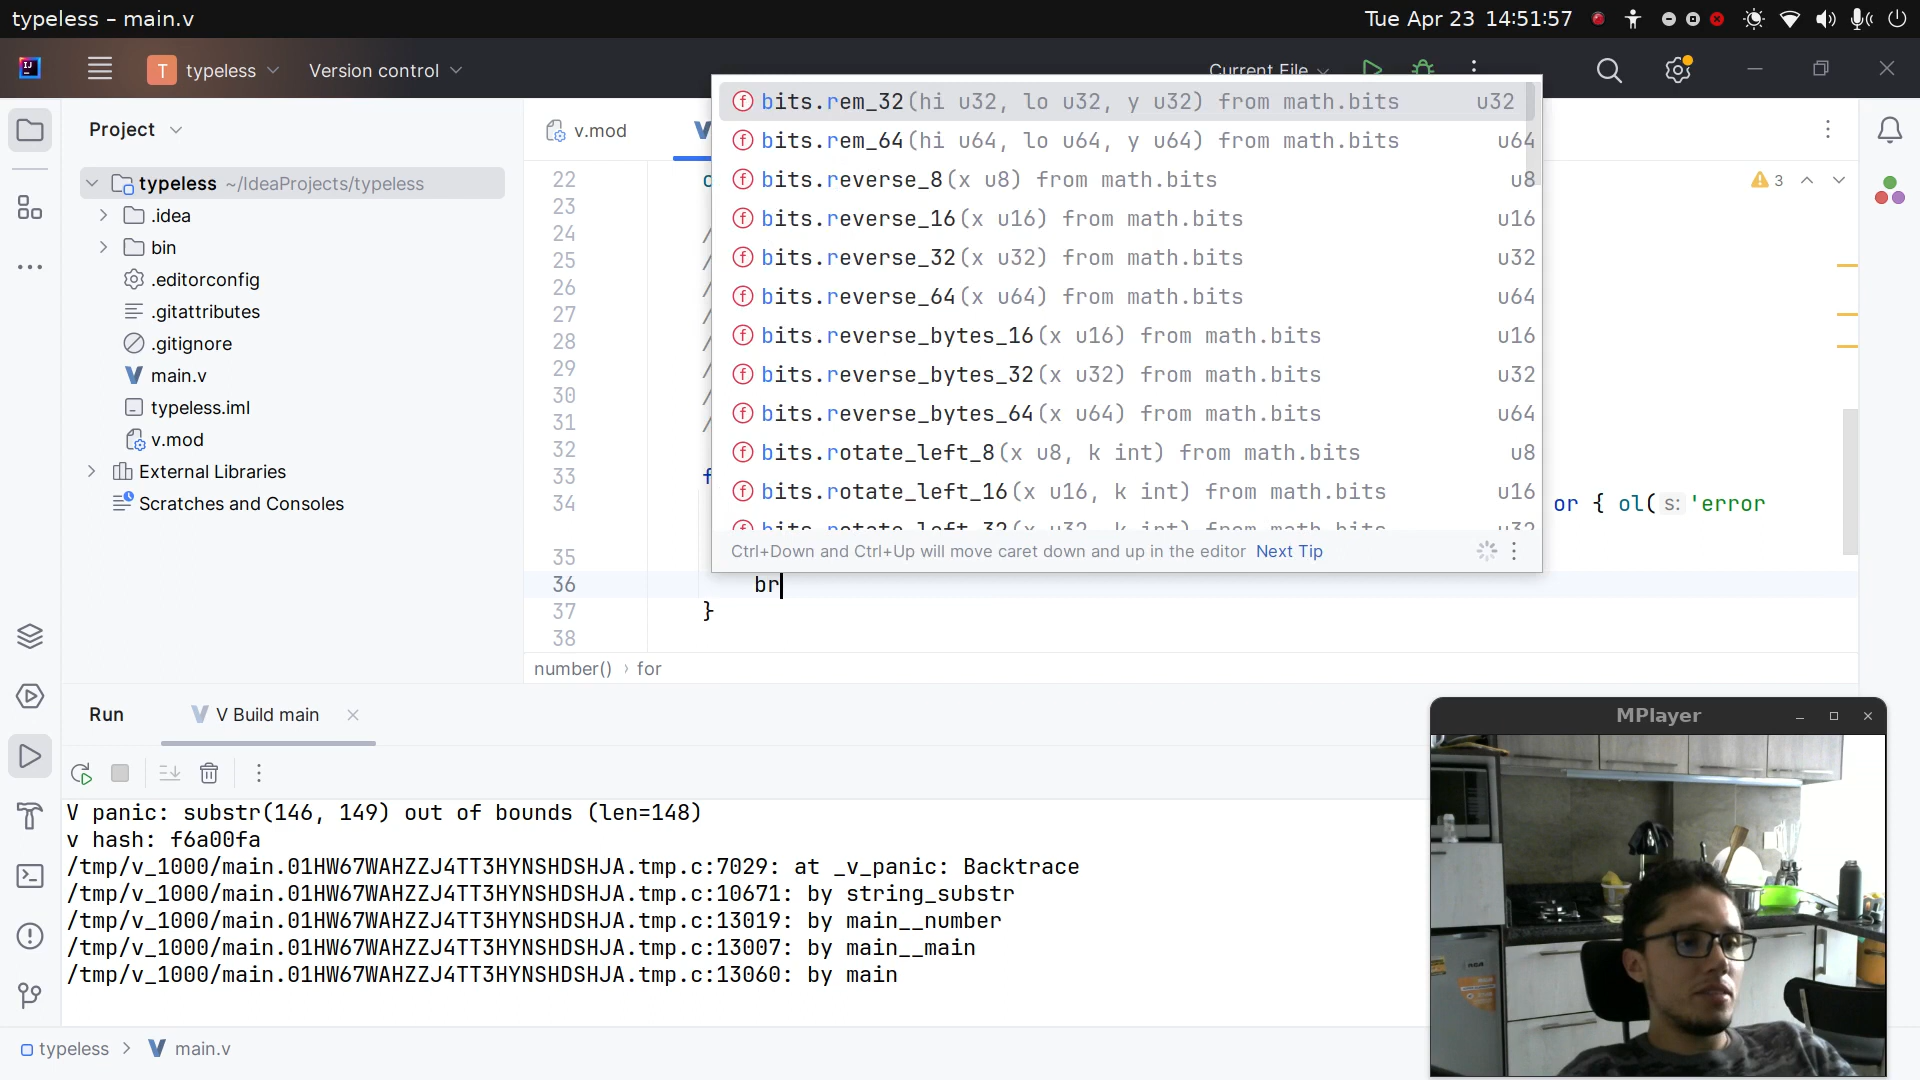 typeless – main.v
Tue Apr 23 14:51:57
T typeless
Version control
Current File
Project
v.mod
typeless ~/IdeaProjects/typeless
.idea
bin
.editorconfig
.gitattributes
.gitignore
main.v
typeless.iml
v.mod
External Libraries
Scratches and Consoles
bits.rem_32(hi u32, lo u32, y u32) from math.bits u32
bits.rem_64(hi u64, lo u64, y u64) from math.bits u64
bits.reverse_8(x u8) from math.bits u8
bits.reverse_16(x u16) from math.bits u16
bits.reverse_32(x u32) from math.bits u32
bits.reverse_64(x u64) from math.bits u64
bits.reverse_bytes_16(x u16) from math.bits u16
bits.reverse_bytes_32(x u32) from math.bits u32
bits.reverse_bytes_64(x u64) from math.bits u64
bits.rotate_left_8(x u8, k int) from math.bits u8
bits.rotate_left_16(x u16, k int) from math.bits u16
bits.rotate_left_32(x u32, k int) from math.bits u32
Ctrl+Down and Ctrl+Up will move caret down and up in the editor Next Tip
3
22
23
24 /
25 /
26 /
27 /
28 /
29 /
30 /
31 /
32
33 f
34 or { ol( s: 'error
35
36 br
37 }
38
number() › for
Run
V Build main
V panic: substr(146, 149) out of bounds (len=148)
v hash: f6a00fa
/tmp/v_1000/main.01HW67WAHZZJ4TT3HYNSHDSHJA.tmp.c:7029: at _v_panic: Backtrace
/tmp/v_1000/main.01HW67WAHZZJ4TT3HYNSHDSHJA.tmp.c:10671: by string_substr
/tmp/v_1000/main.01HW67WAHZZJ4TT3HYNSHDSHJA.tmp.c:13019: by main__number
/tmp/v_1000/main.01HW67WAHZZJ4TT3HYNSHDSHJA.tmp.c:13007: by main__main
/tmp/v_1000/main.01HW67WAHZZJ4TT3HYNSHDSHJA.tmp.c:13060: by main
MPlayer
typeless > main.v